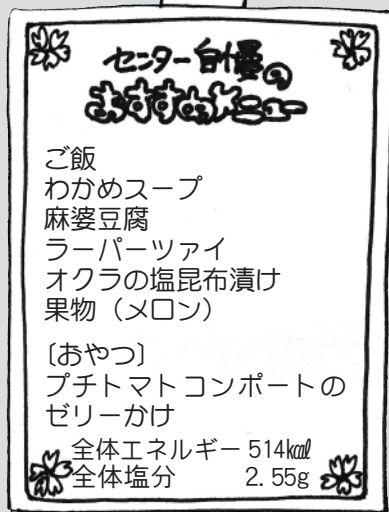 センター自慢の
おすすめメニュー
ご飯
わかめスープ
麻婆豆腐
ラーパーツァイ
オクラの塩昆布漬け
果物（メロン）
〔おやつ〕
プチトマトコンポートの
ゼリーかけ
全体エネルギー 514㎉
全体塩分 2.55g